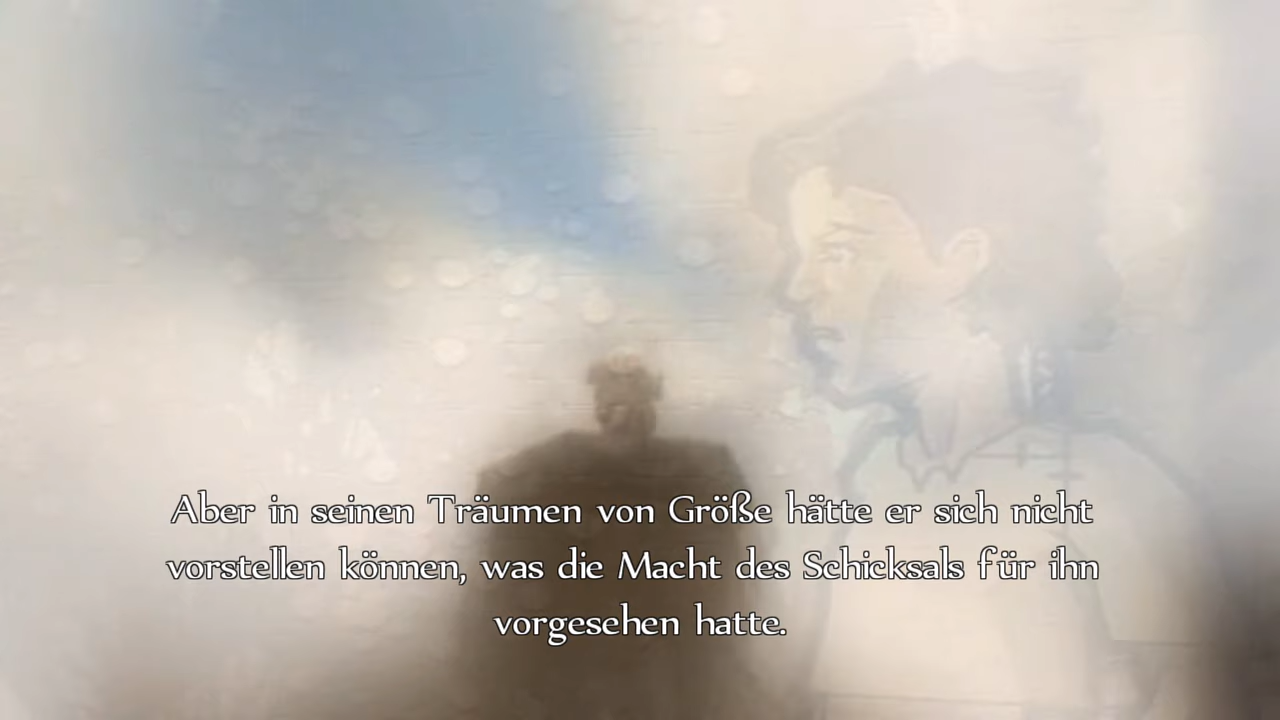 Aber in seinen Träumen von Größe hätte er sich nicht
vorstellen können, was die Macht des Schicksals für ihn
vorgesehen hatte.